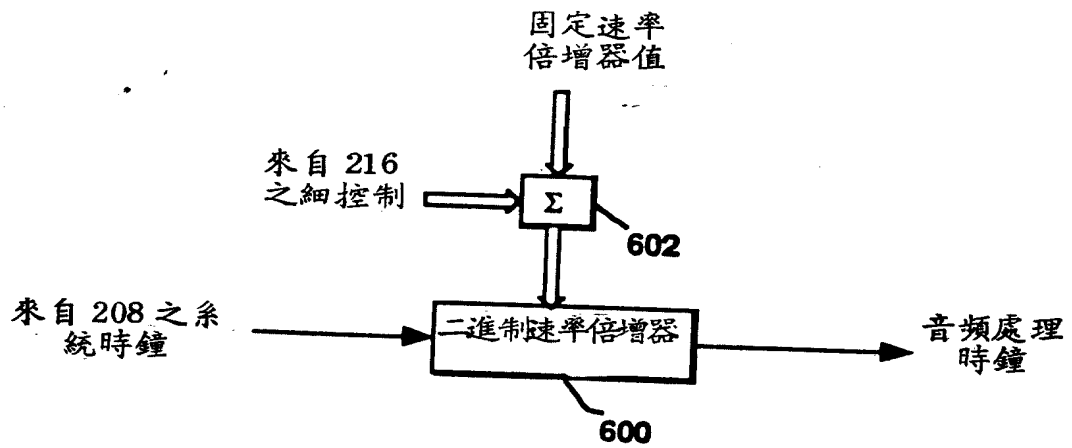 固定速率
倍增器值
來自 216
之細控制
Σ
602
來自 208 之系
統時鐘
二進制速率倍增器
音頻處理
時鐘
600